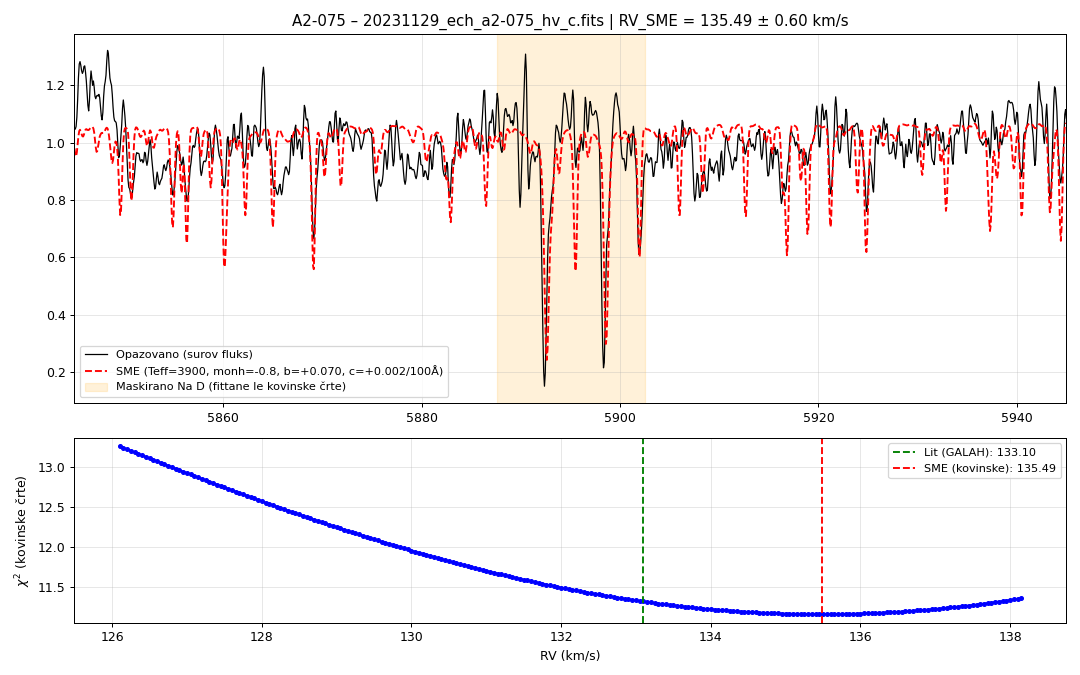 A2-075 – 20231129_ech_a2-075_hv_c.fits | RV_SME = 135.49 ± 0.60 km/s
1.2
1.0
0.8
0.6
0.4
0.2
Opazovano (surov fluks)
SME (Teff=3900, monh=-0.8, b=+0.070, c=+0.002/100Å)
Maskirano Na D (fittane le kovinske črte)
5860 5880 5900 5920 5940
χ² (kovinske črte)
13.0
12.5
12.0
11.5
Lit (GALAH): 133.10
SME (kovinske): 135.49
126 128 130 132 134 136 138
RV (km/s)